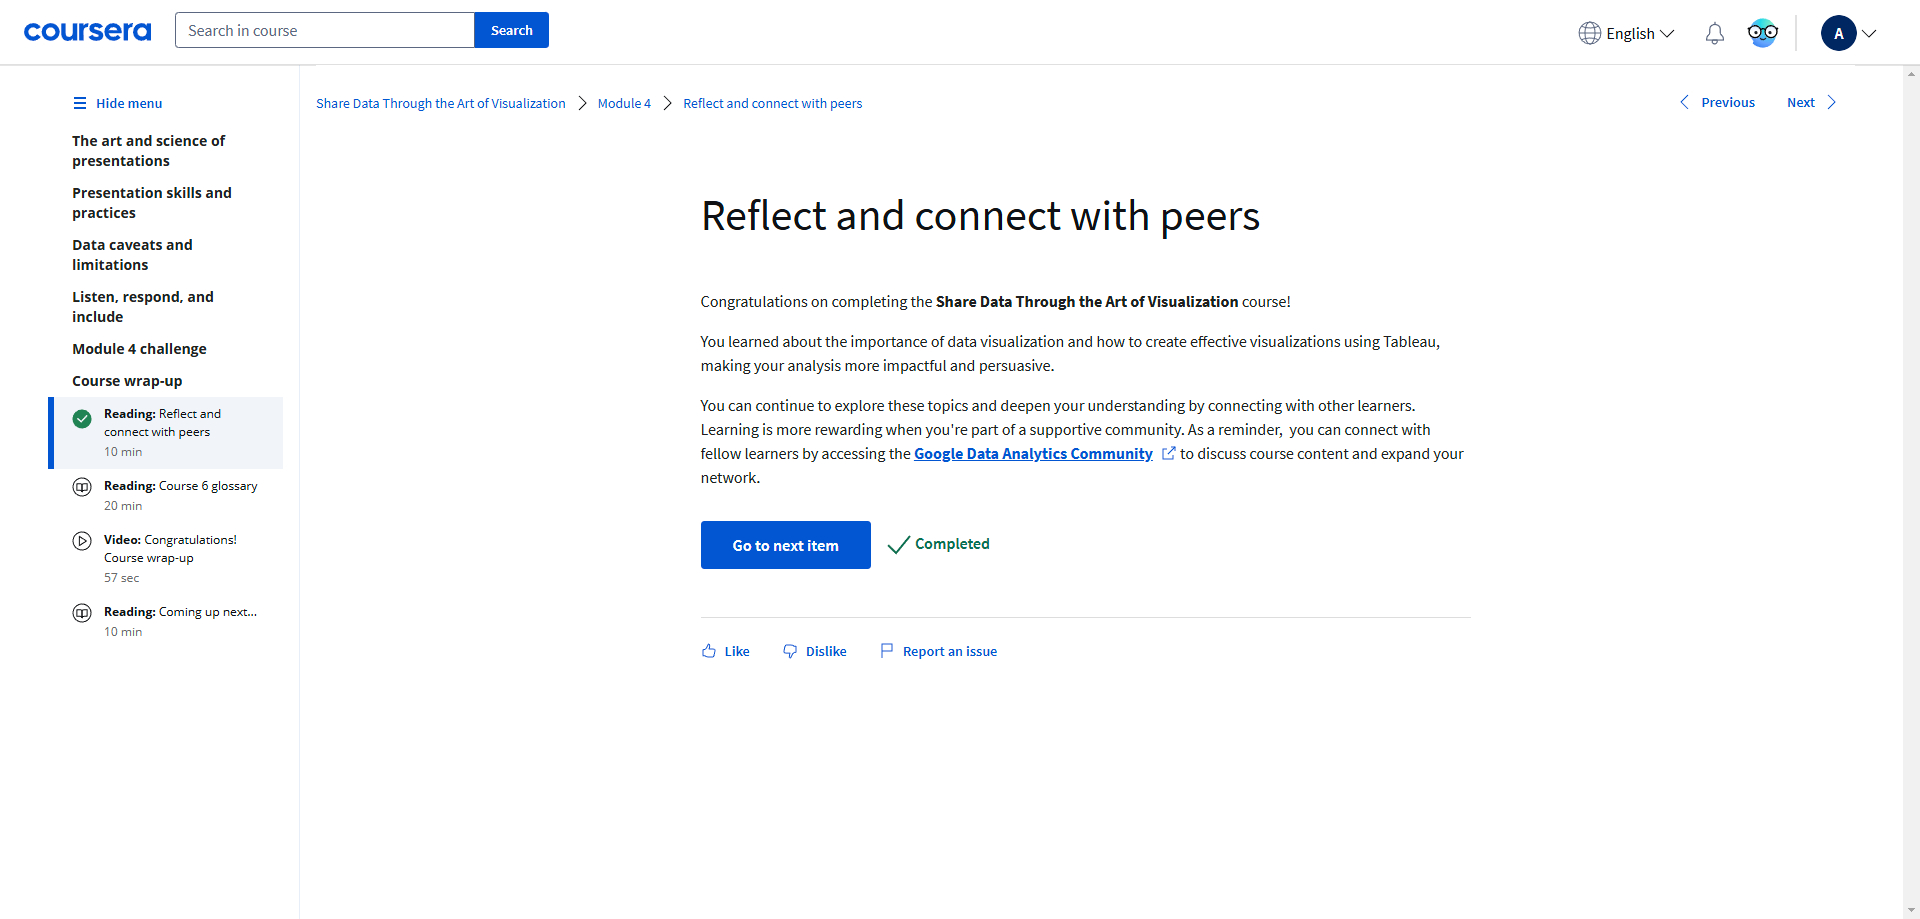 coursera
Search in course
Search
English
A
Hide menu
The art and science of
presentations
Presentation skills and
practices
Data caveats and
limitations
Listen, respond, and
include
Module 4 challenge
Course wrap-up
Reading: Reflect and
connect with peers
10 min
Reading: Course 6 glossary
20 min
Video: Congratulations!
Course wrap-up
57 sec
Reading: Coming up next...
10 min
Share Data Through the Art of Visualization
Module 4
Reflect and connect with peers
Previous
Next
Reflect and connect with peers
Congratulations on completing the Share Data Through the Art of Visualization course!
You learned about the importance of data visualization and how to create effective visualizations using Tableau,
making your analysis more impactful and persuasive.
You can continue to explore these topics and deepen your understanding by connecting with other learners.
Learning is more rewarding when you're part of a supportive community. As a reminder,  you can connect with
fellow learners by accessing the Google Data Analytics Community to discuss course content and expand your
network.
Go to next item
Completed
Like
Dislike
Report an issue